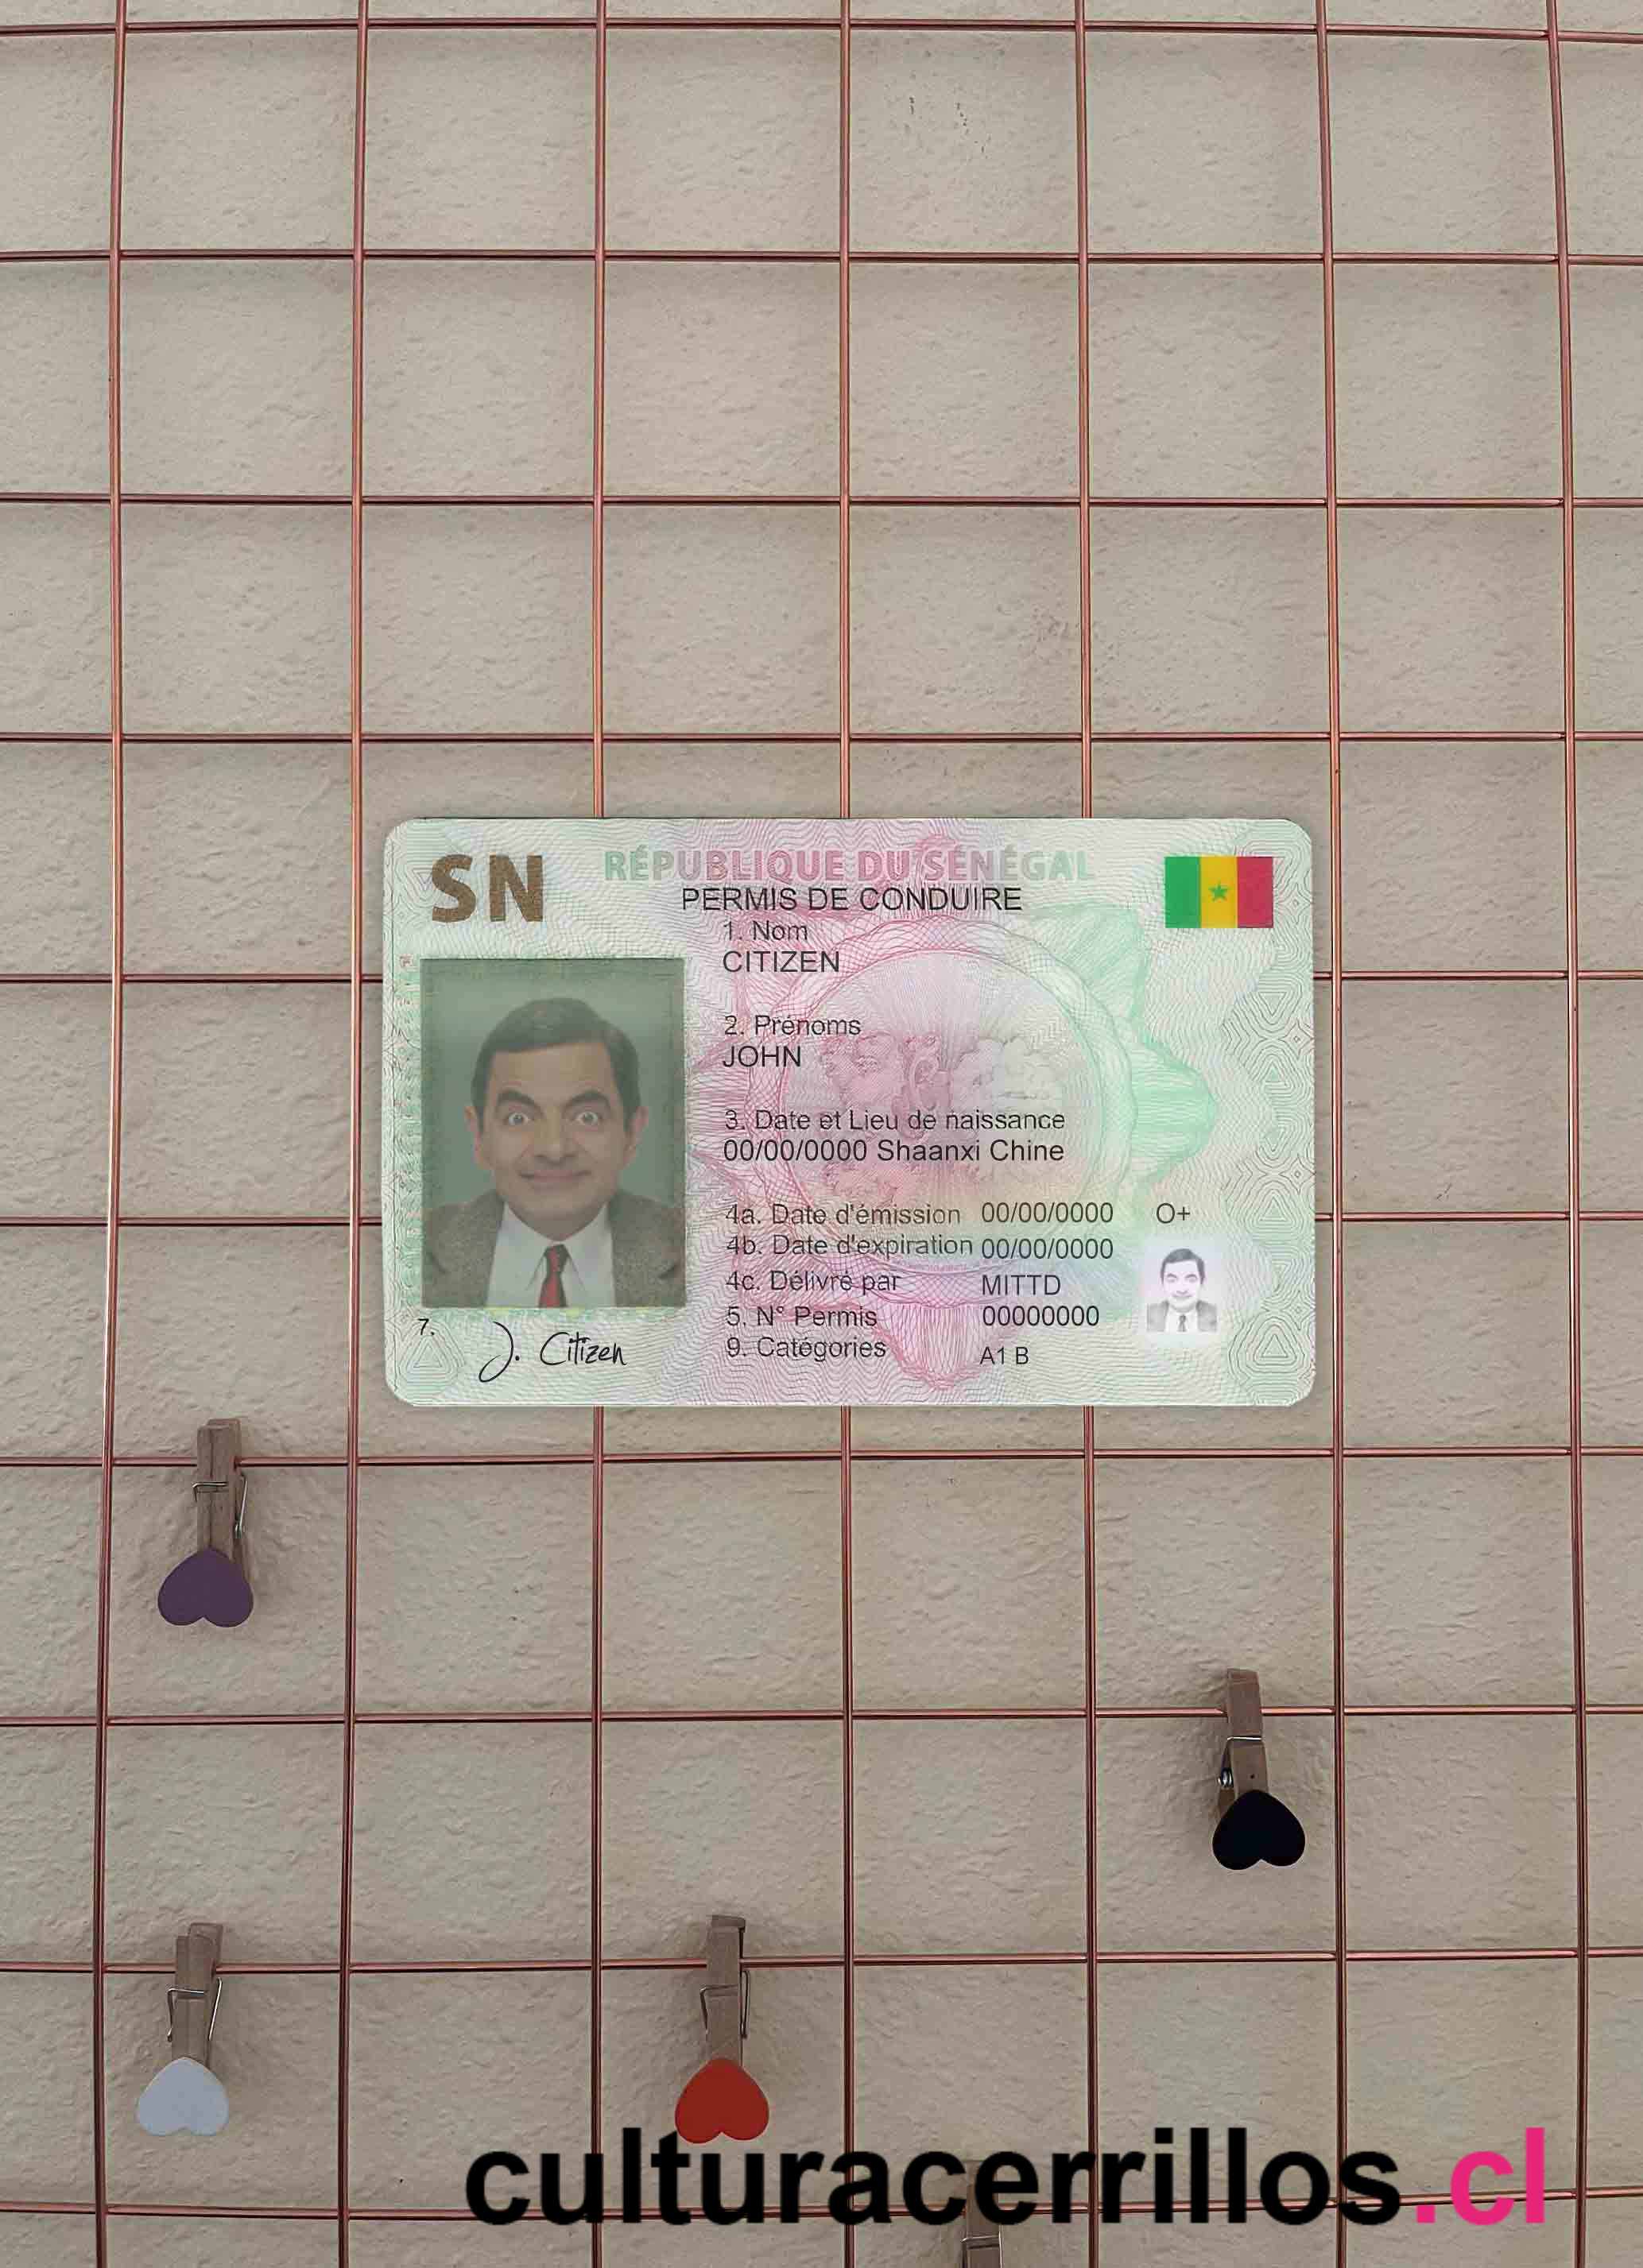 SN
RÉPUBLIQUE DU SÉNÉGAL
PERMIS DE CONDUIRE
1. Nom
CITIZEN
2. Prénoms
JOHN
3. Date et Lieu de naissance
00/00/0000 Shaanxi Chine
4a. Date d'émission 00/00/0000 O+
4b. Date d'expiration 00/00/0000
4c. Délivré par MITTD
5. N° Permis 00000000
9. Catégories A1 B
7. J. Citizen
culturacerrillos.cl